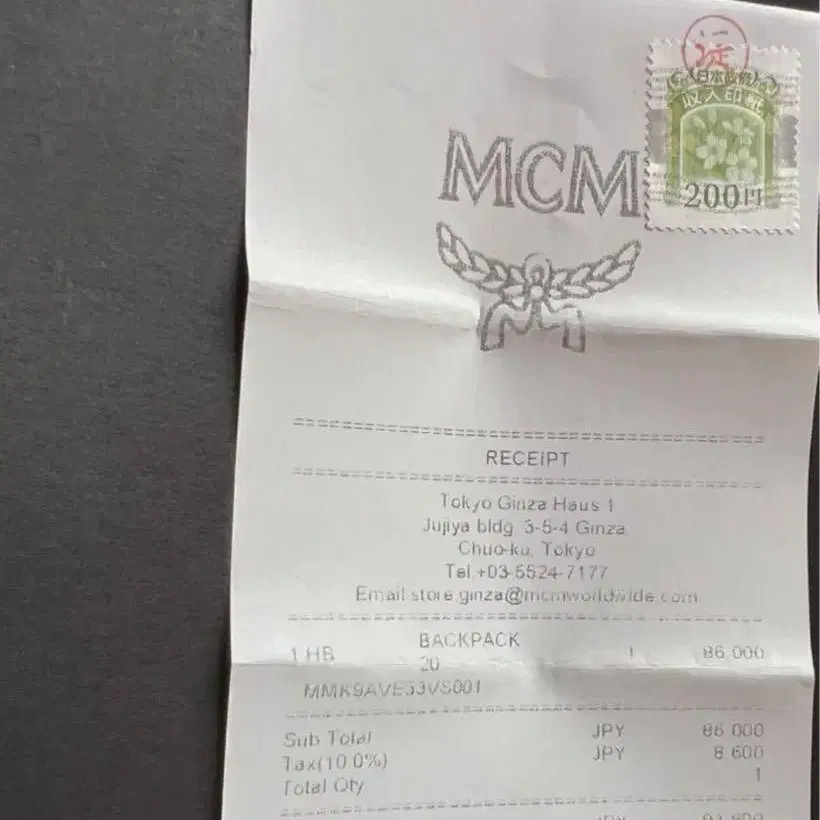 日本政府
収入印紙
200円
MCM
RECEIPT
Tokyo Ginza Haus 1
Jujiya bldg 3-5-4 Ginza,
Chuo-ku, Tokyo
Tel +03-5524-7177
Email store.ginza@mcmworldwide.com
1 HB BACKPACK 1 86 000
20
MMK9AVE53VS001
Sub Total JPY 86 000
Tax(10.0%) JPY 8 600
Total Qty 1
JPY